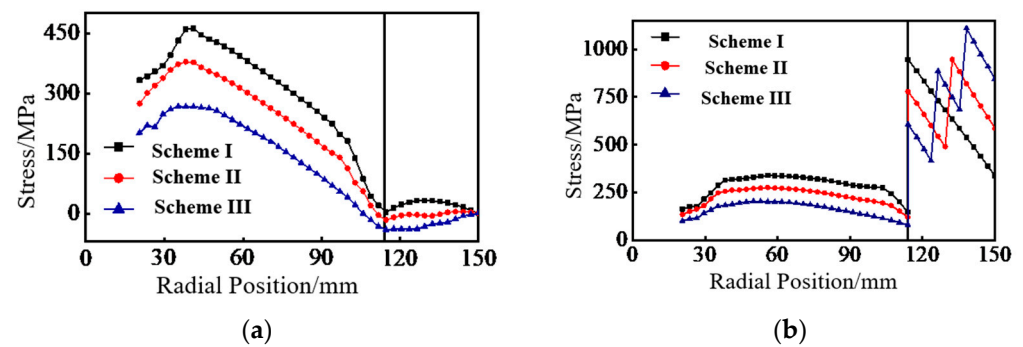 (a)
Stress/MPa
450
300
150
0
Scheme I
Scheme II
Scheme III
0 30 60 90 120 150
Radial Position/mm
(b)
Stress/MPa
1000
750
500
250
0
Scheme I
Scheme II
Scheme III
0 30 60 90 120 150
Radial Position/mm